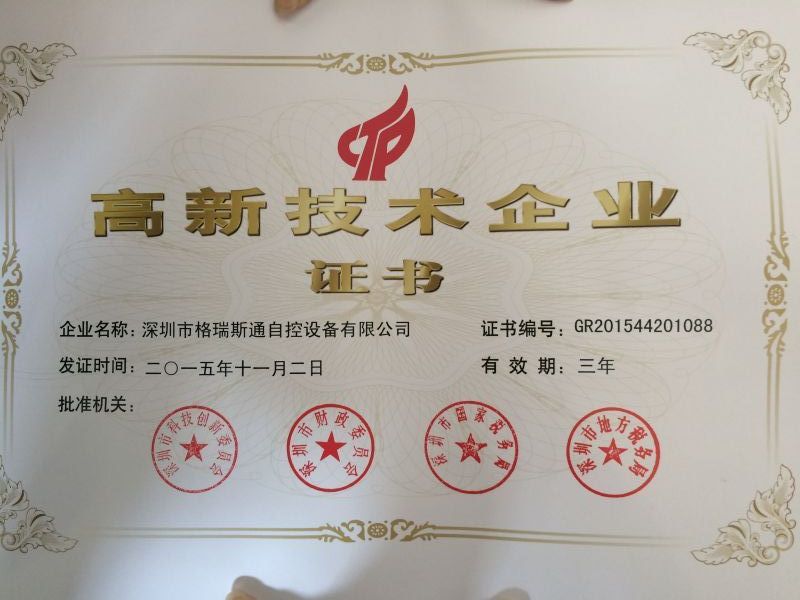 高新技术企业
证书
企业名称：深圳市格瑞斯通自控设备有限公司
证书编号：GR201544201088
发证时间：二〇一五年十一月二日
有效期：三年
批准机关：
深圳市科技创新委员会
深圳市财政委员会
深圳市国家税务局
深圳市地方税务局